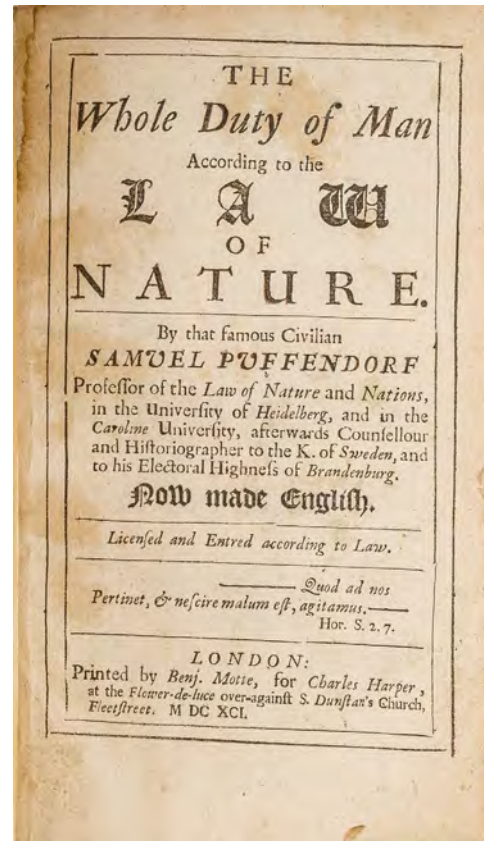 THE
Whole Duty of Man
According to the
LAW
OF
NATURE.
By that famous Civilian
SAMVEL PVFFENDORF
Profeſſor of the Law of Nature and Nations,
in the Univerſity of Heidelberg, and in the
Caroline Univerſity, afterwards Counſellour
and Hiſtoriographer to the K. of Sweden, and
to his Electoral Highneſs of Brandenburg.
Now made Engliſh.
Licenſed and Entred according to Law.
——— Quod ad nos
Pertinet, & neſcire malum eſt, agitamus.——
Hor. S. 2. 7.
LONDON:
Printed by Benj. Motte, for Charles Harper,
at the Flower-de-luce over-againſt S. Dunſtan's Church,
Fleetſtreet. M DC XCI.